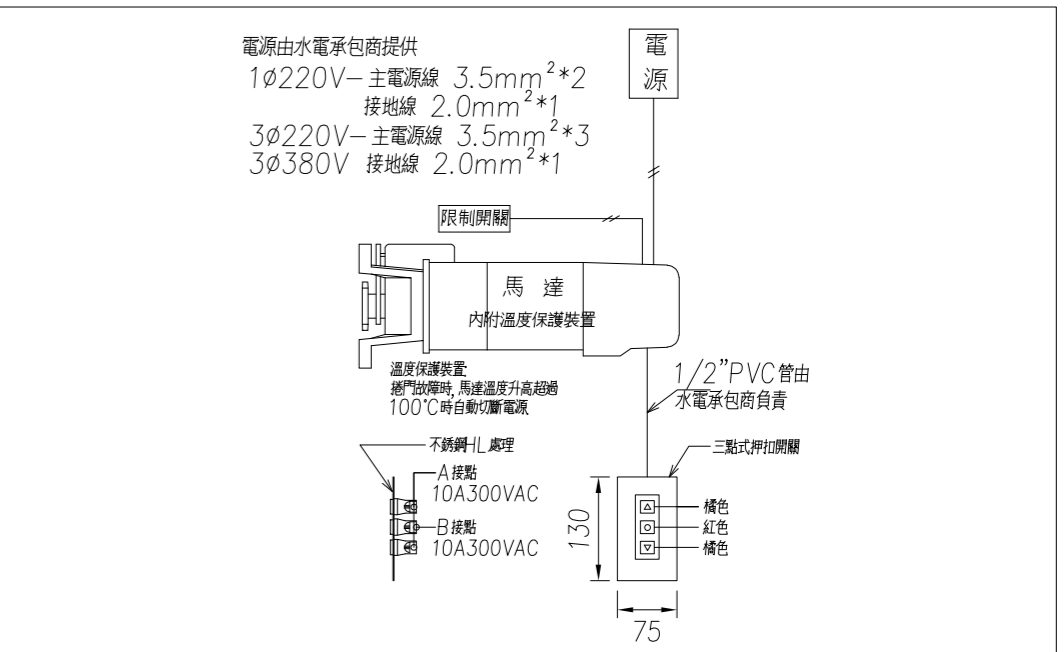 電源由水電承包商提供
1ø220V-主電源線 3.5mm²*2
接地線 2.0mm²*1
3ø220V-主電源線 3.5mm²*3
3ø380V 接地線 2.0mm²*1
電
源
限制開關
馬 達
內附溫度保護裝置
溫度保護裝置:
捲門故障時, 馬達溫度升高超過
100°C時自動切斷電源.
1/2"PVC管由
水電承包商負責
不銹鋼HL處理
A接點
10A300VAC
B接點
10A300VAC
三點式押扣開關
橘色
紅色
橘色
130
75